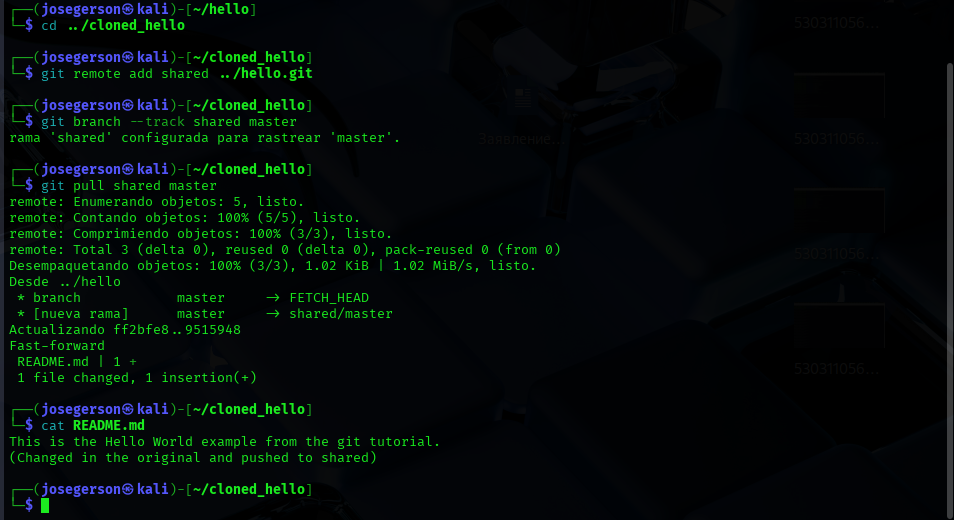 ┌──(josegerson㉿kali)-[~/hello]
└─$ cd ../cloned_hello
┌──(josegerson㉿kali)-[~/cloned_hello]
└─$ git remote add shared ../hello.git
┌──(josegerson㉿kali)-[~/cloned_hello]
└─$ git branch --track shared master
rama 'shared' configurada para rastrear 'master'.
┌──(josegerson㉿kali)-[~/cloned_hello]
└─$ git pull shared master
remote: Enumerando objetos: 5, listo.
remote: Contando objetos: 100% (5/5), listo.
remote: Comprimiendo objetos: 100% (3/3), listo.
remote: Total 3 (delta 0), reused 0 (delta 0), pack-reused 0 (from 0)
Desempaquetando objetos: 100% (3/3), 1.02 KiB | 1.02 MiB/s, listo.
Desde ../hello
 * branch            master     -> FETCH_HEAD
 * [nueva rama]      master     -> shared/master
Actualizando ff2bfe8..9515948
Fast-forward
 README.md | 1 +
 1 file changed, 1 insertion(+)
┌──(josegerson㉿kali)-[~/cloned_hello]
└─$ cat README.md
This is the Hello World example from the git tutorial.
(Changed in the original and pushed to shared)
┌──(josegerson㉿kali)-[~/cloned_hello]
└─$
530311056...
Заявление...
530311056...
530311056...
530311056...